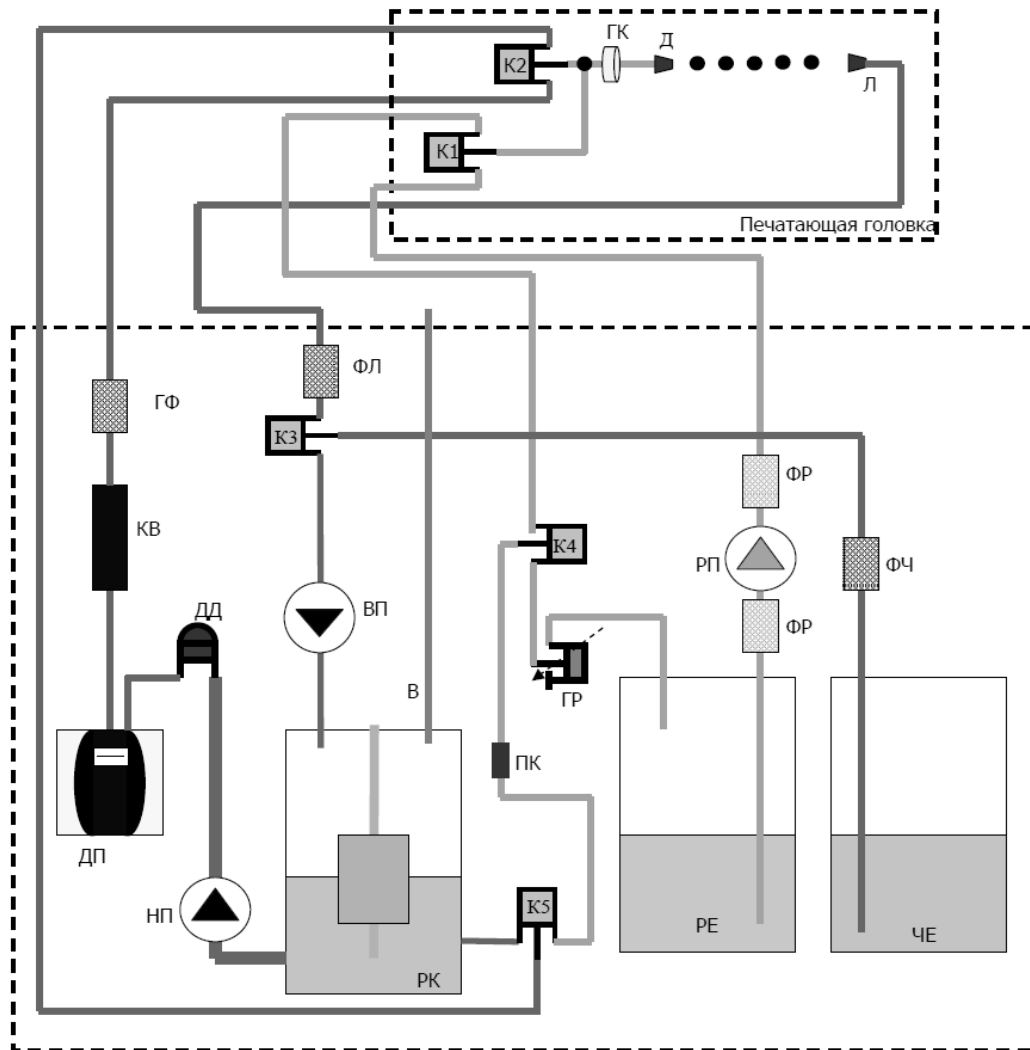 ГК
Д
К2
Л
К1
Печатающая головка
ФЛ
ГФ
К3
ФР
КВ
К4
РП
ФЧ
ДД
ВП
ФР
В
ГР
ПК
ДП
К5
НП
РЕ
ЧЕ
РК